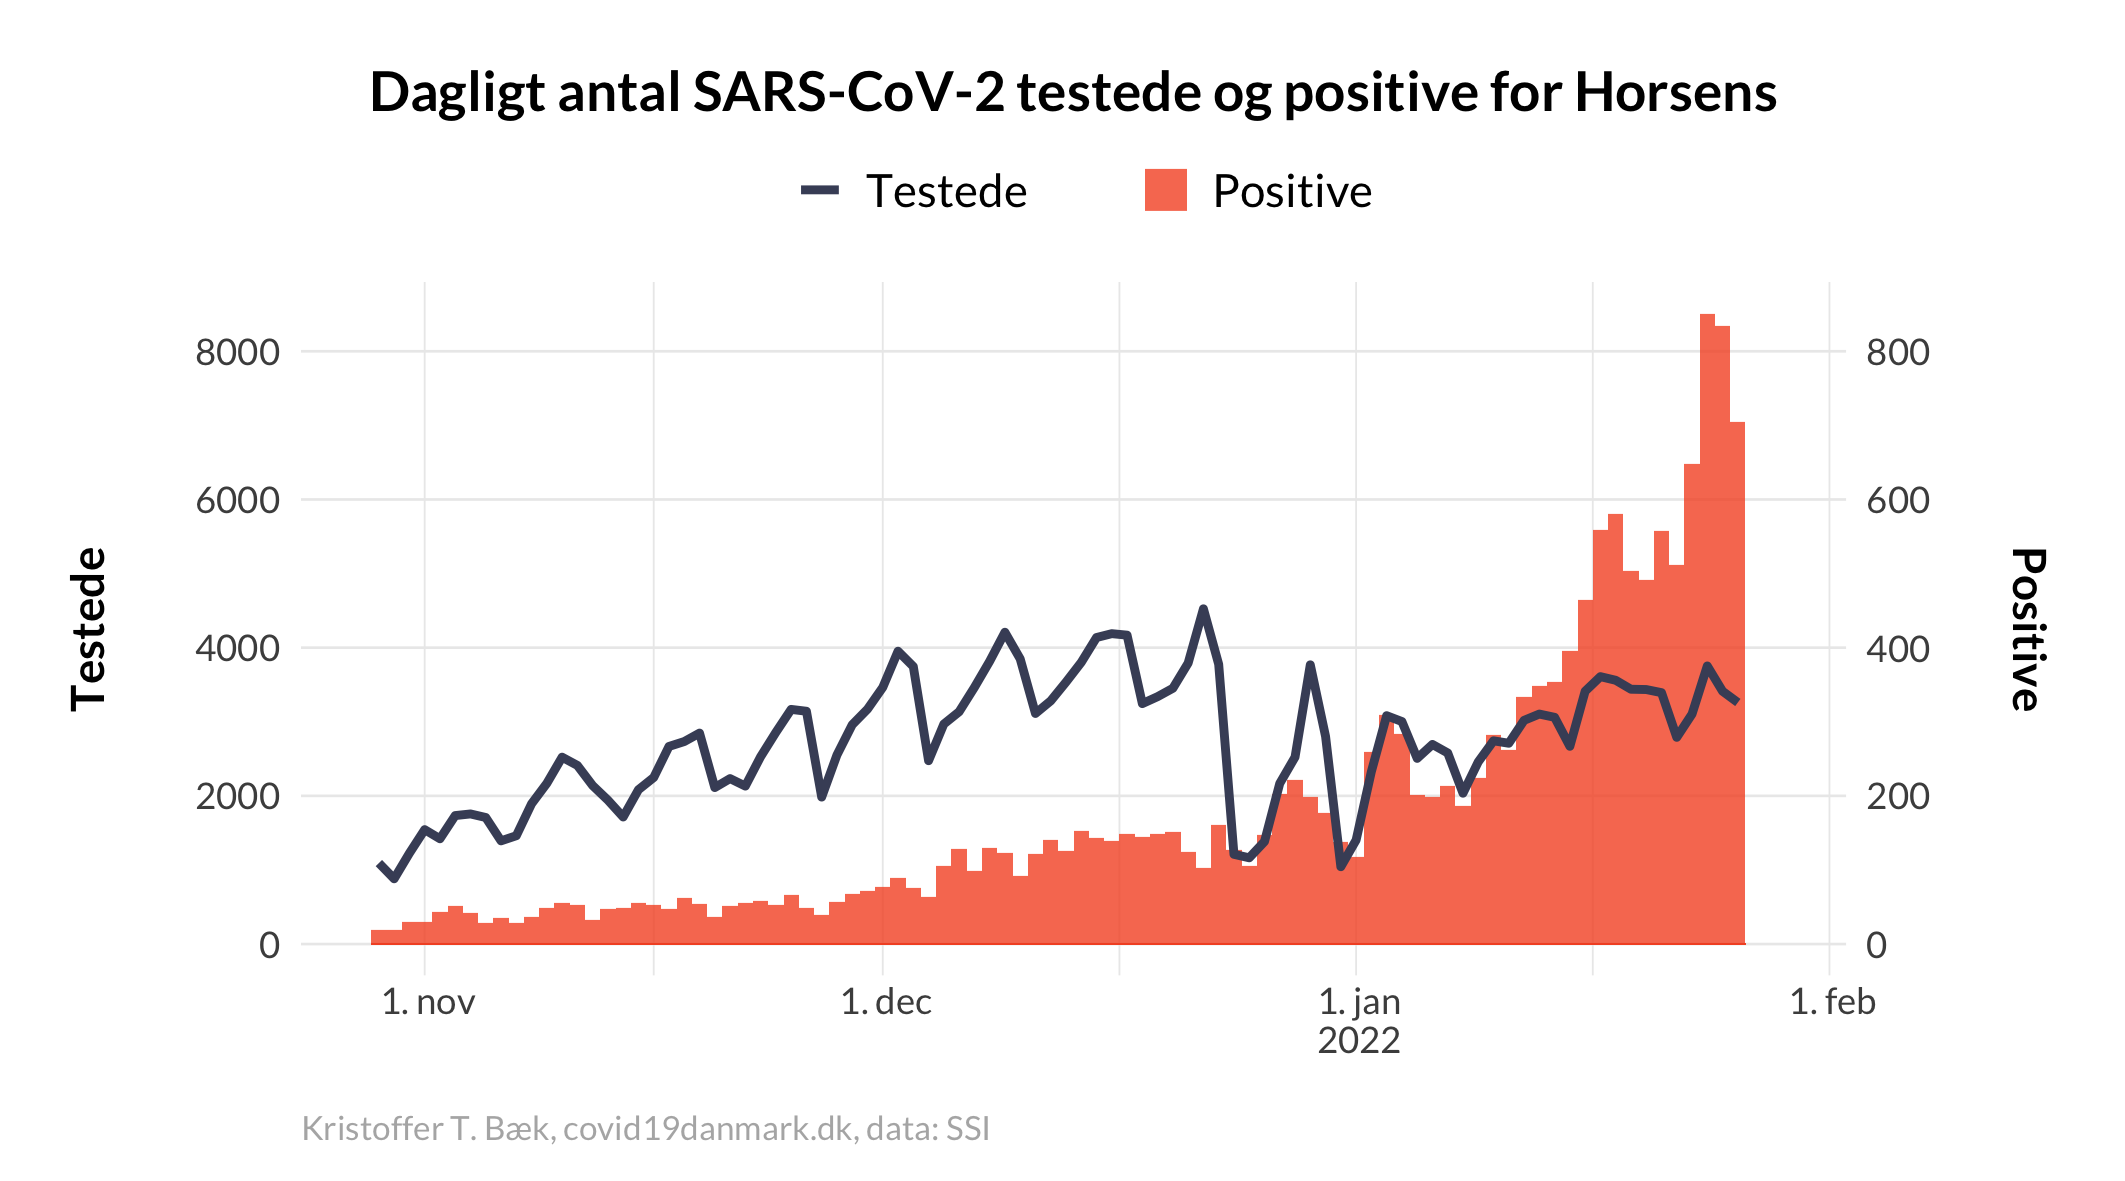 Dagligt antal SARS-CoV-2 testede og positive for Horsens
Testede
Positive
8000
6000
4000
2000
0
Testede
800
600
400
200
0
Positive
1. nov
1. dec
1. jan
2022
1. feb
Kristoffer T. Bæk, covid19danmark.dk, data: SSI